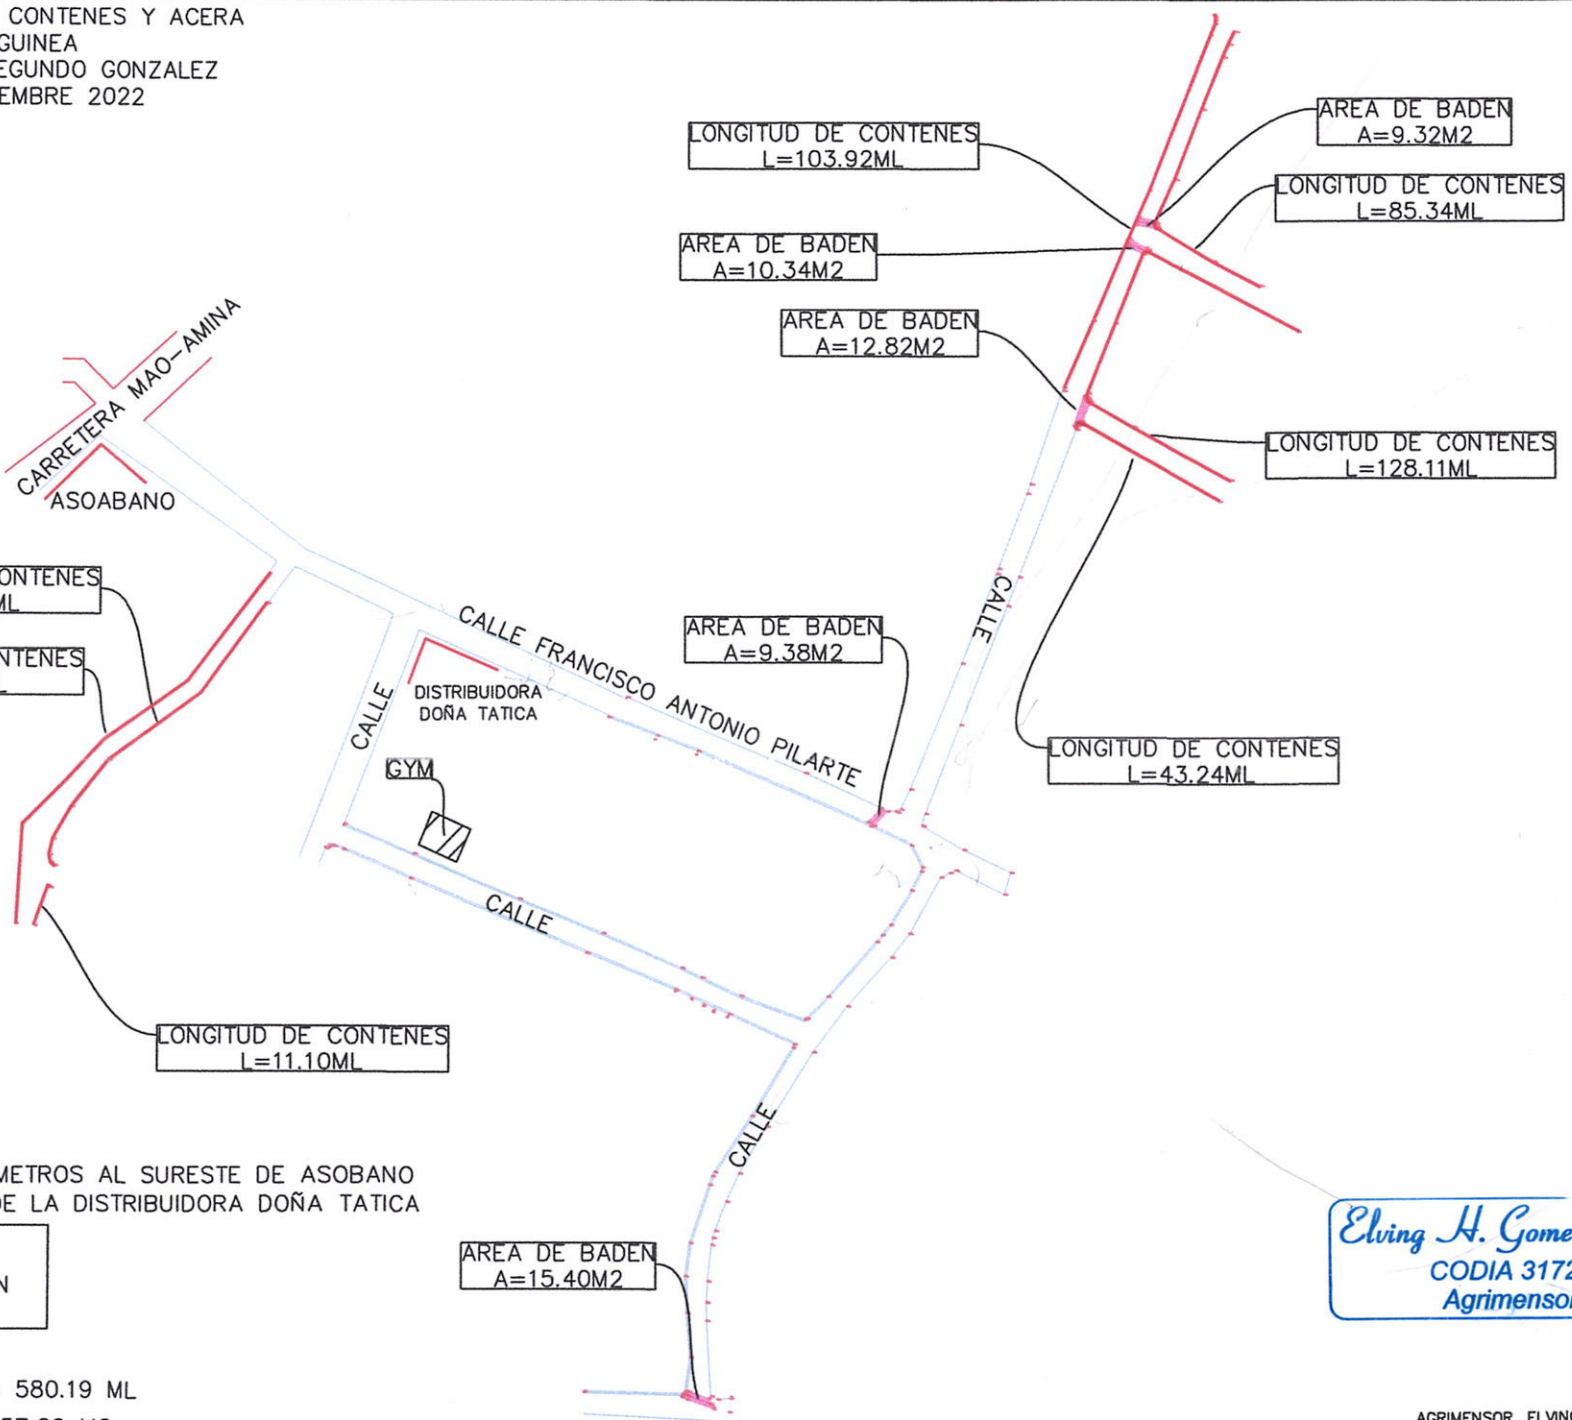 CONTENES Y ACERA
GUINEA
EGUNDO GONZALEZ
EMBRE 2022
LONGITUD DE CONTENES
L=103.92ML
AREA DE BADEN
A=9.32M2
LONGITUD DE CONTENES
L=85.34ML
AREA DE BADEN
A=10.34M2
AREA DE BADEN
A=12.82M2
CARRETERA MAO-AMINA
ASOABANO
LONGITUD DE CONTENES
L=128.11ML
ONTENES
ML
NTENES
CALLE FRANCISCO ANTONIO PILARTE
AREA DE BADEN
A=9.38M2
CALLE
DISTRIBUIDORA
DOÑA TATICA
CALLE
GYM
LONGITUD DE CONTENES
L=43.24ML
CALLE
LONGITUD DE CONTENES
L=11.10ML
CALLE
METROS AL SURESTE DE ASOBANO
DE LA DISTRIBUIDORA DOÑA TATICA
N
AREA DE BADEN
A=15.40M2
Elving H. Gome
CODIA 3172
Agrimensor
580.19 ML
AGRIMENSOR ELVING